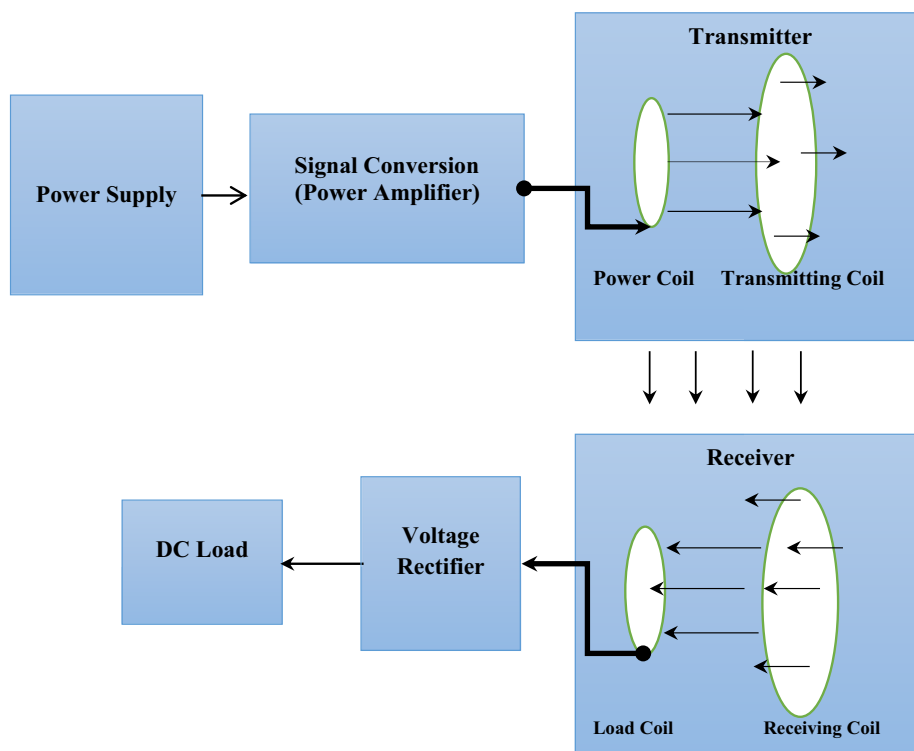 Transmitter
Power Supply
Signal Conversion
(Power Amplifier)
Power Coil
Transmitting Coil
Receiver
DC Load
Voltage
Rectifier
Load Coil
Receiving Coil